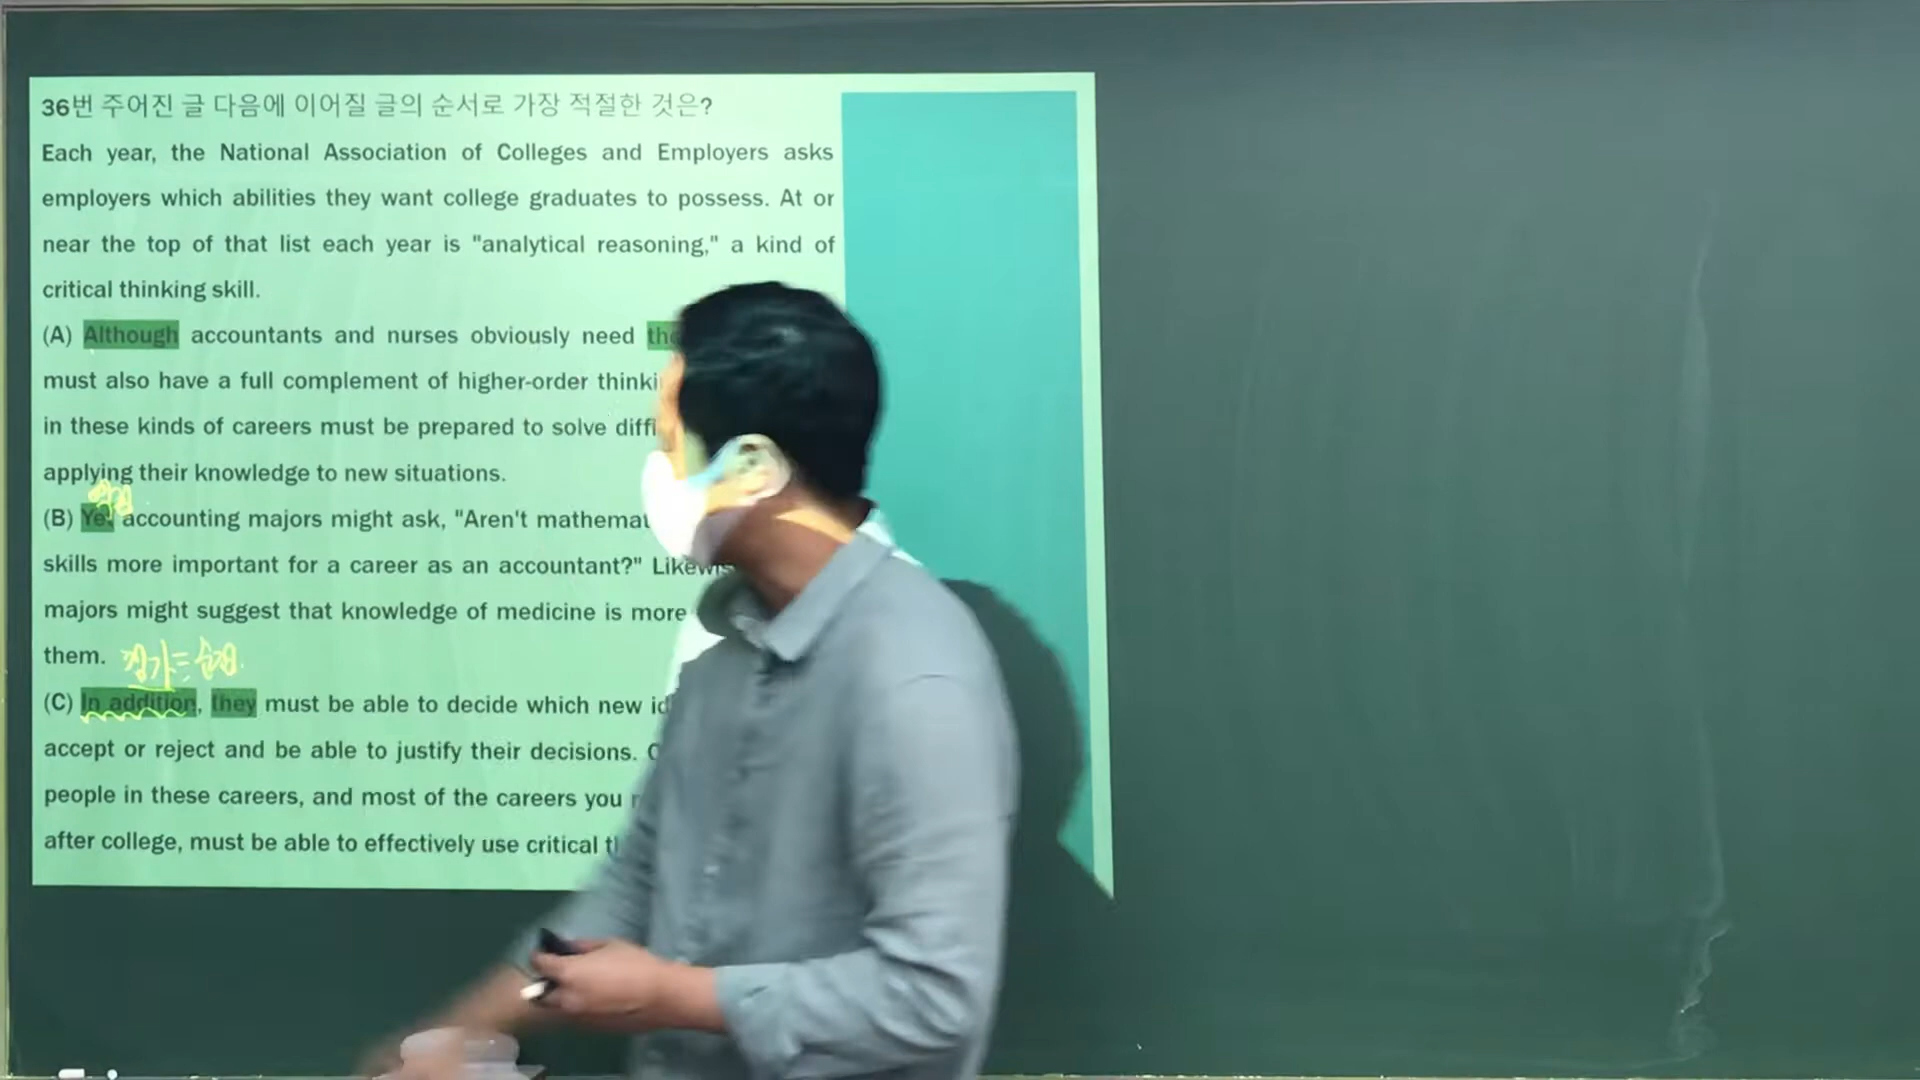 36번 주어진 글 다음에 이어질 글의 순서로 가장 적절한 것은?
Each year, the National Association of Colleges and Employers asks
employers which abilities they want college graduates to possess. At or
near the top of that list each year is "analytical reasoning," a kind of
critical thinking skill.
(A) Although accountants and nurses obviously need
must also have a full complement of higher-order
in these kinds of careers must be prepared to solve
applying their knowledge to new situations.
역접
(B) Yet accounting majors might ask, "Aren't
skills more important for a career as an accountant?"
majors might suggest that knowledge of medicine is more
them.
첨가 = 순접.
(C) In addition, they must be able to decide which new
accept or reject and be able to justify their decisions.
people in these careers, and most of the careers you
after college, must be able to effectively use critical